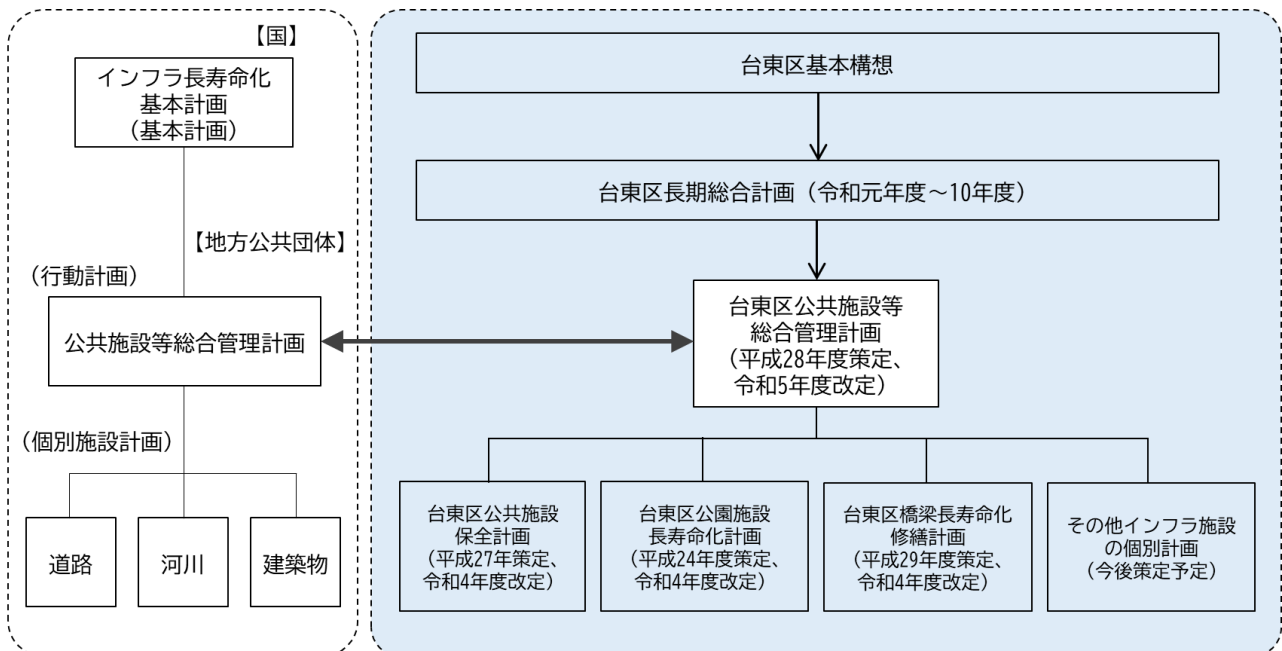 【国】
インフラ長寿命化
基本計画
（基本計画）
【地方公共団体】
（行動計画）
公共施設等総合管理計画
（個別施設計画）
道路
河川
建築物
台東区基本構想
台東区長期総合計画（令和元年度～10年度）
台東区公共施設等
総合管理計画
（平成28年度策定、
令和5年度改定）
台東区公共施設
保全計画
（平成27年策定、
令和4年度改定）
台東区公園施設
長寿命化計画
（平成24年度策定、
令和4年度改定）
台東区橋梁長寿命化
修繕計画
（平成29年度策定、
令和4年度改定）
その他インフラ施設
の個別計画
（今後策定予定）